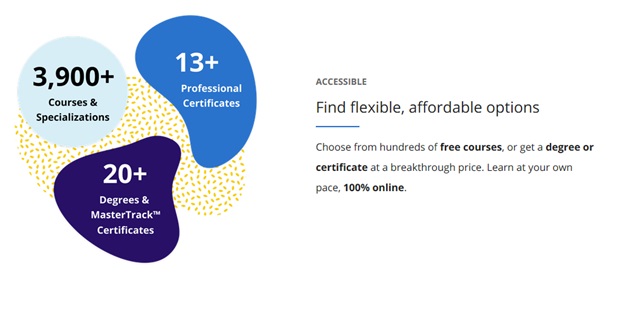 3,900+
Courses &
Specializations
13+
Professional
Certificates
20+
Degrees &
MasterTrack™
Certificates
ACCESSIBLE
Find flexible, affordable options
Choose from hundreds of free courses, or get a degree or
certificate at a breakthrough price. Learn at your own
pace, 100% online.